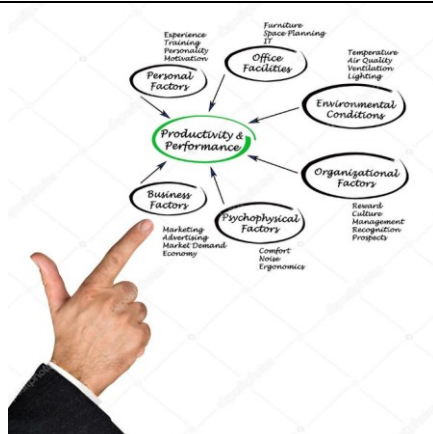 Experience
Training
Personality
Motivation
Personal
Factors
Furniture
Space Planning
IT
Office
Facilities
Temperature
Air Quality
Ventilation
Lighting
Environmental
Conditions
Productivity &
Performance
Organizational
Factors
Reward
Culture
Management
Recognition
Prospects
Business
Factors
Marketing
Advertising
Market Demand
Economy
Psychophysical
Factors
Comfort
Noise
Ergonomics